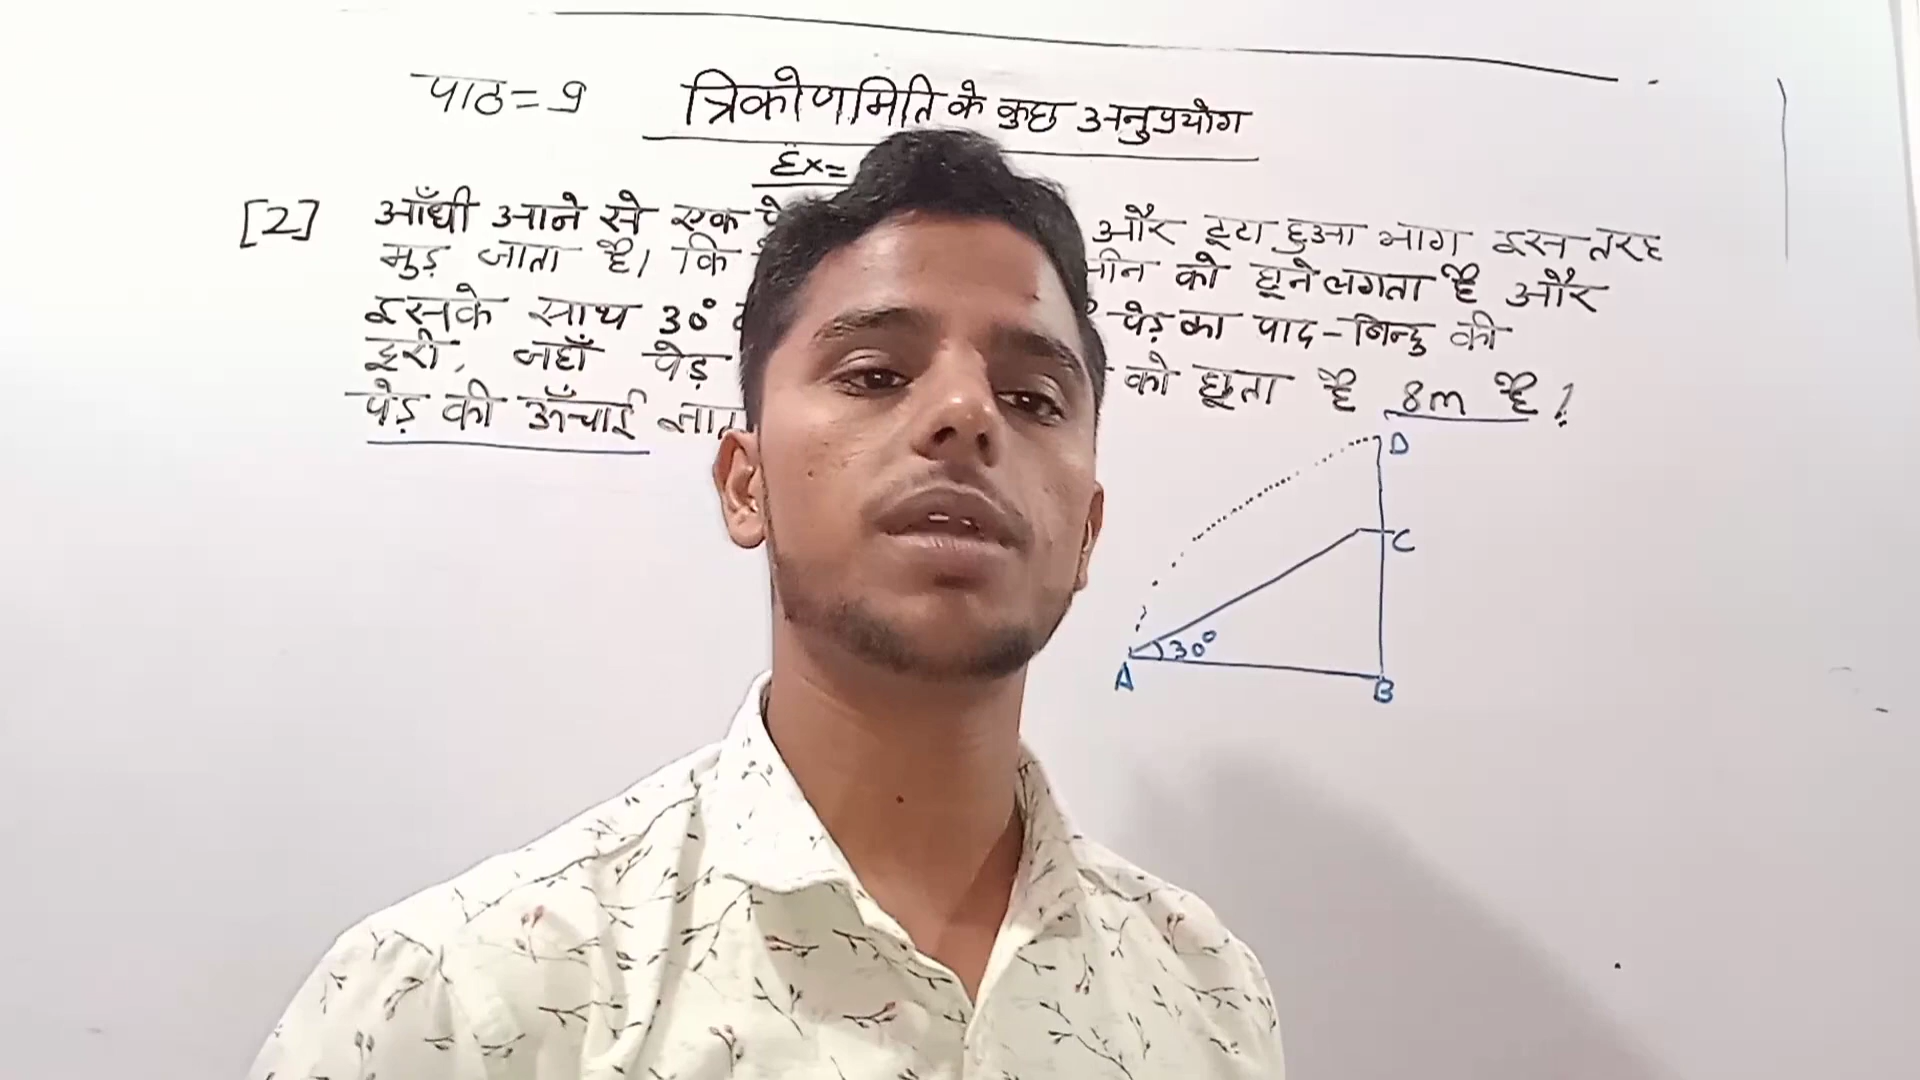 पाठ = 9 त्रिकोणमिति के कुछ अनुप्रयोग
Ex =
[2] आँधी आने से एक और टूटा हुआ भाग इस तरह
मुड़ जाता है। कि को छूने लगता है और
इसके साथ 30° पेड़ का पाद-बिन्दु की
दूरी, जहाँ पेड़ को छूता है 8m है!
पेड़ की ऊँचाई
D
C
30°
A
B